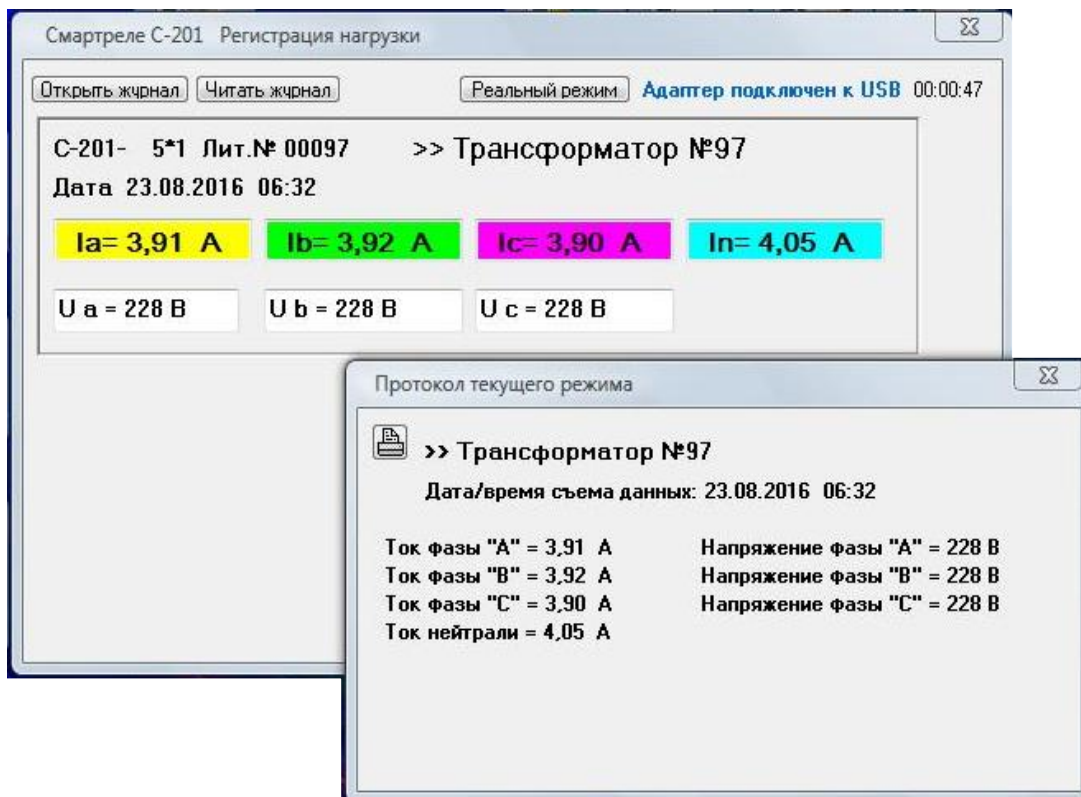 Смартреле С-201 Регистрация нагрузки
Открыть журнал Читать журнал Реальный режим Адаптер подключен к USB 00:00:47
С-201- 5*1 Лит.№ 00097 >> Трансформатор №97
Дата 23.08.2016 06:32
Ia= 3,91 А Ib= 3,92 А Ic= 3,90 А In= 4,05 А
U a = 228 В U b = 228 В U c = 228 В
Протокол текущего режима
>> Трансформатор №97
Дата/время съема данных: 23.08.2016 06:32
Ток фазы "А" = 3,91 А Напряжение фазы "А" = 228 В
Ток фазы "В" = 3,92 А Напряжение фазы "В" = 228 В
Ток фазы "С" = 3,90 А Напряжение фазы "С" = 228 В
Ток нейтрали = 4,05 А